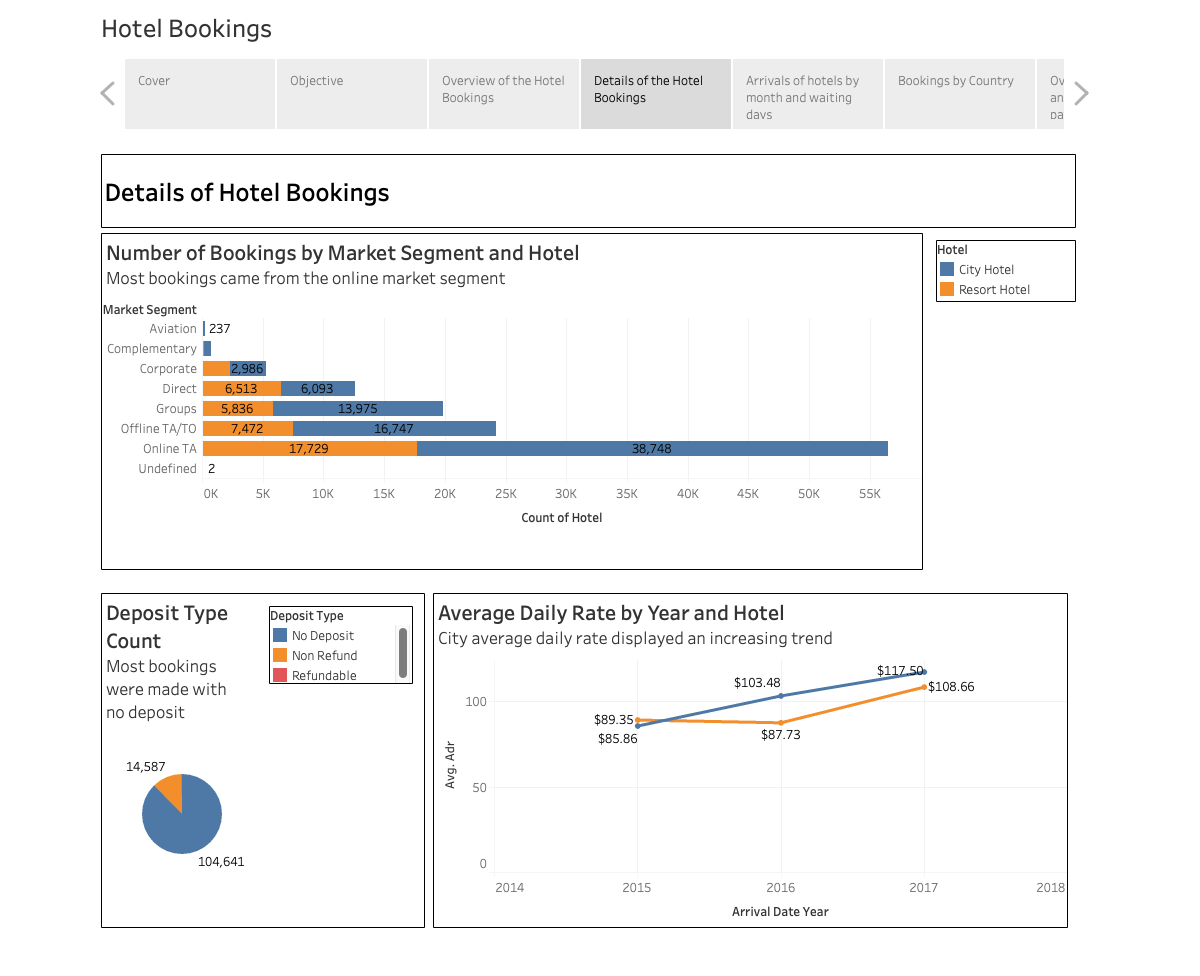 Hotel Bookings
Cover
Objective
Overview of the Hotel
Bookings
Details of the Hotel
Bookings
Arrivals of hotels by
month and waiting
days
Bookings by Country
Ov
an
pa
Details of Hotel Bookings
Number of Bookings by Market Segment and Hotel
Most bookings came from the online market segment
Hotel
City Hotel
Resort Hotel
Market Segment
Aviation 237
Complementary
Corporate 2,986
Direct 6,513 6,093
Groups 5,836 13,975
Offline TA/TO 7,472 16,747
Online TA 17,729 38,748
Undefined 2
0K 5K 10K 15K 20K 25K 30K 35K 40K 45K 50K 55K
Count of Hotel
Deposit Type
Count
Most bookings
were made with
no deposit
Deposit Type
No Deposit
Non Refund
Refundable
14,587
104,641
Average Daily Rate by Year and Hotel
City average daily rate displayed an increasing trend
$117.50
$103.48 $108.66
100
$89.35
$85.86 $87.73
Avg. Adr
50
0
2014 2015 2016 2017 2018
Arrival Date Year